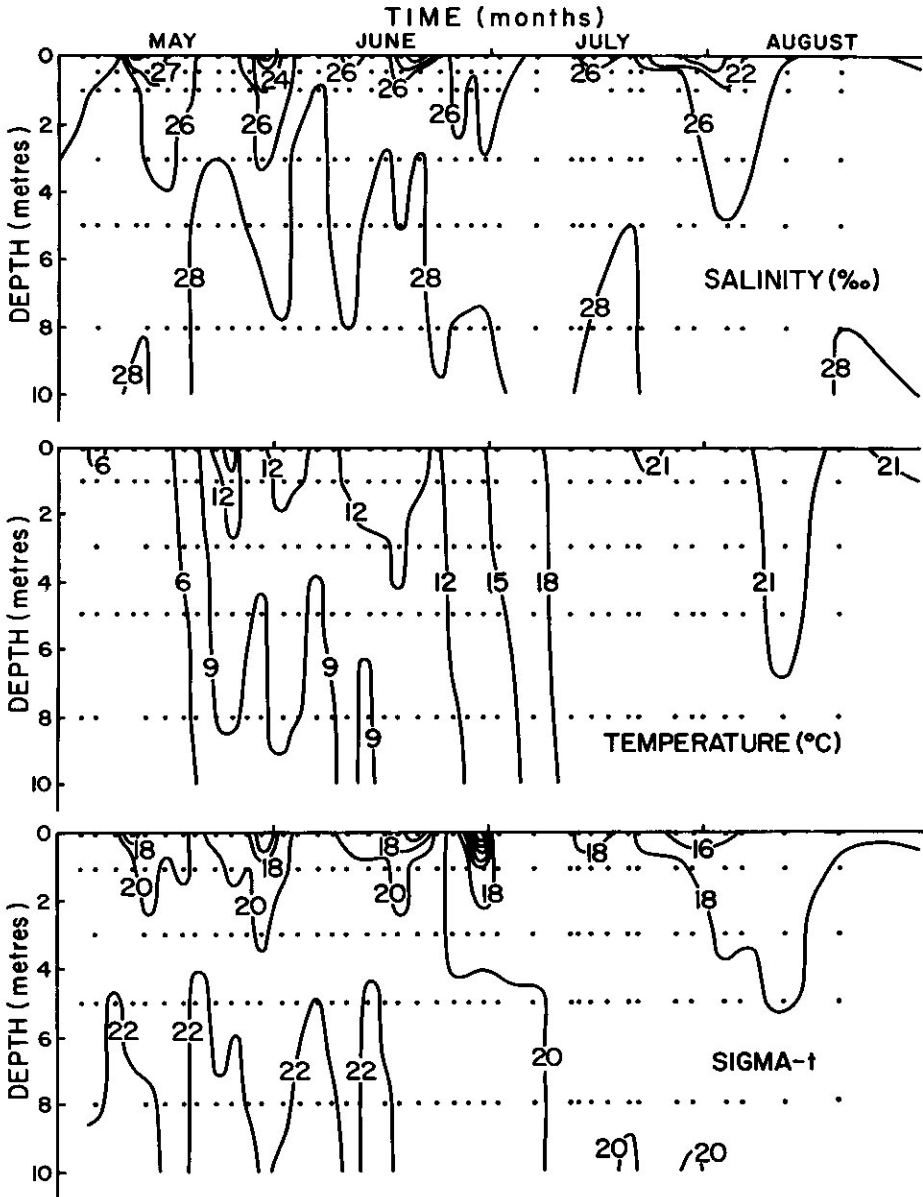 TIME (months)
MAY JUNE JULY AUGUST
0 27 24 26 26 26 22
26 26 26 26
2
4
6 28 28 SALINITY (‰)
28
8
28 28
10
DEPTH (metres)
0 6 12 21 21
12 12
2
4 6 12 15 18 21
6 9 9
8 9 TEMPERATURE (°C)
10
DEPTH (metres)
0 18 18 18 18 16
20 20 20 18 18
2
4
6 22 22 22 22 20 SIGMA-t
8
10 20 20
DEPTH (metres)